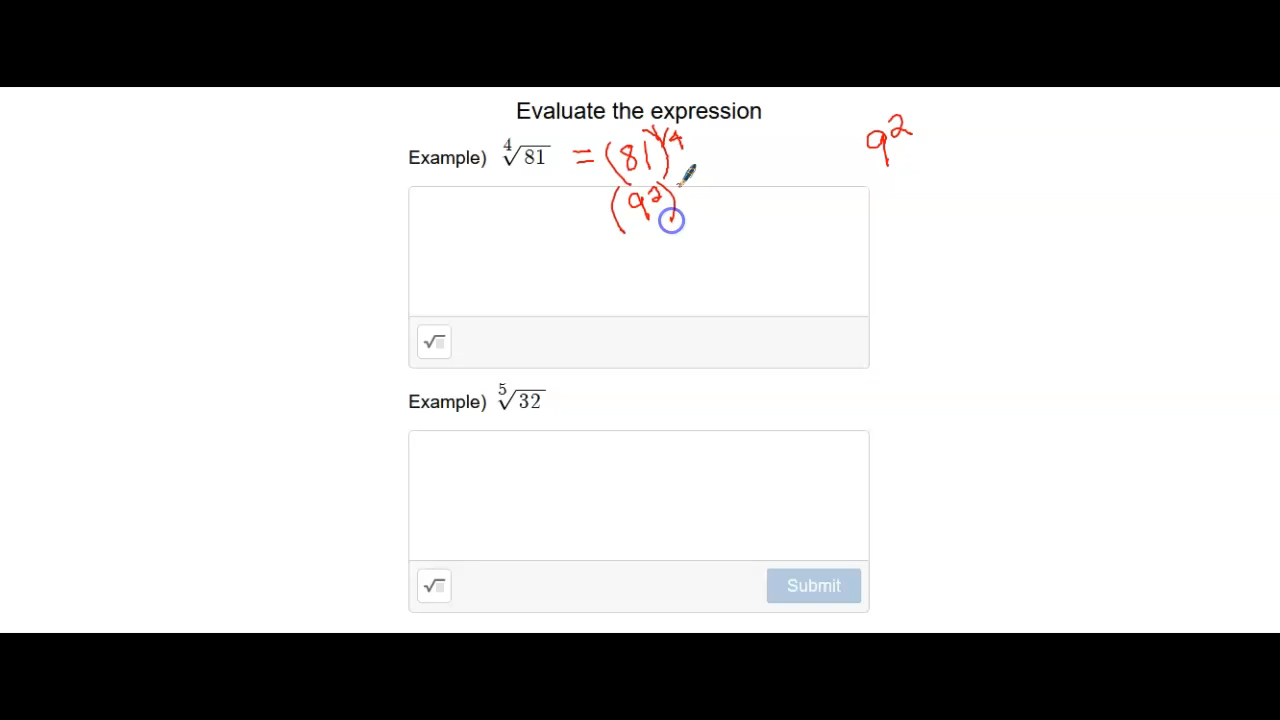 Evaluate the expression
Example) ∜81 = (81)^1/4
9^2
(9^2)
Example) ⁵√32
Submit